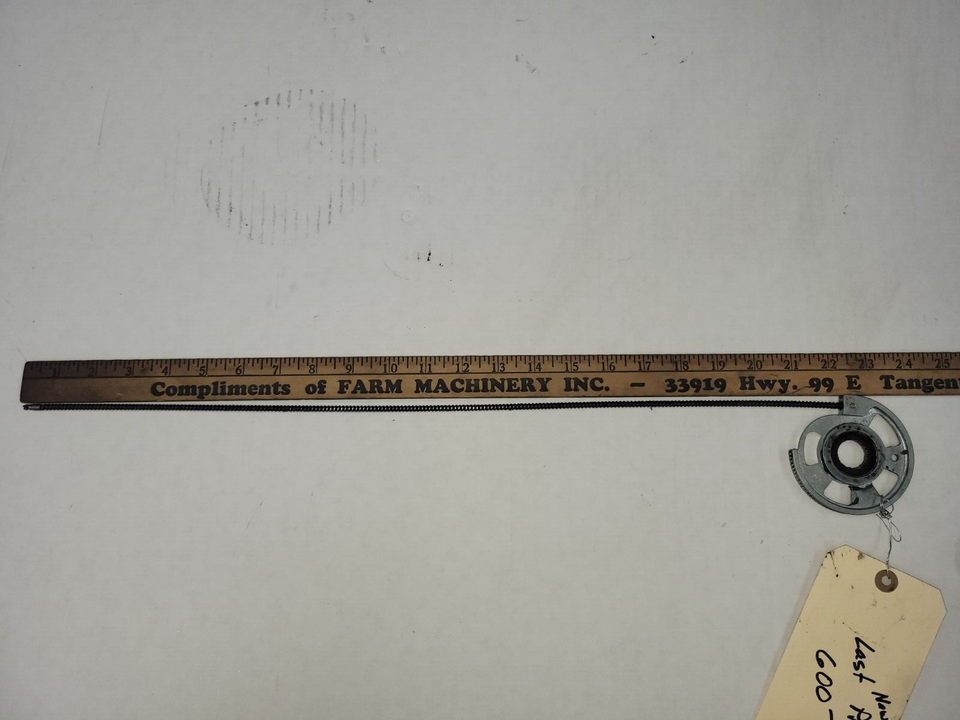 1 2 3 4 5 6 7 8 9 10 11 12 13 14 15 16 17 18 19 20 21 22 23 24 25
Compliments of FARM MACHINERY INC. — 33919 Hwy. 99 E Tangen
Last New
600-